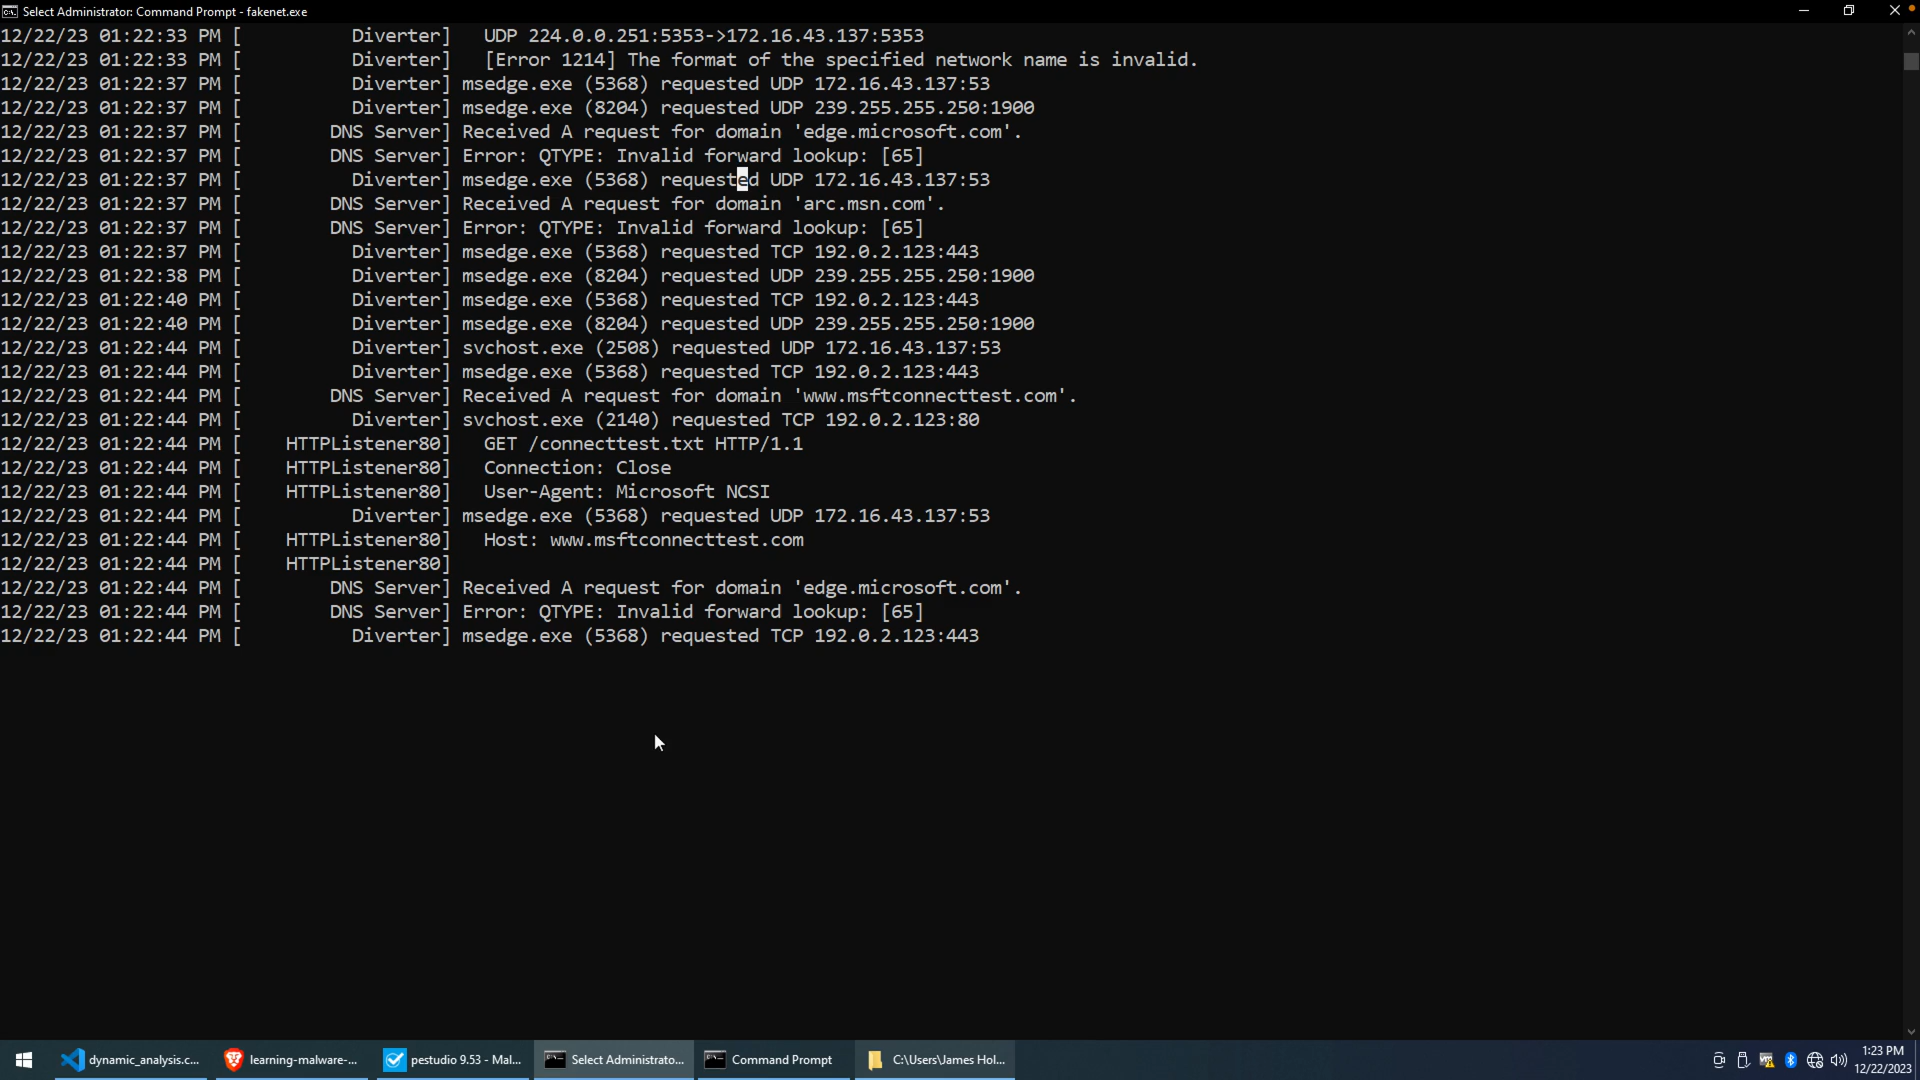 Select Administrator: Command Prompt - fakenet.exe
12/22/23 01:22:33 PM [ Diverter] UDP 224.0.0.251:5353->172.16.43.137:5353
12/22/23 01:22:33 PM [ Diverter] [Error 1214] The format of the specified network name is invalid.
12/22/23 01:22:37 PM [ Diverter] msedge.exe (5368) requested UDP 172.16.43.137:53
12/22/23 01:22:37 PM [ Diverter] msedge.exe (8204) requested UDP 239.255.255.250:1900
12/22/23 01:22:37 PM [ DNS Server] Received A request for domain 'edge.microsoft.com'.
12/22/23 01:22:37 PM [ DNS Server] Error: QTYPE: Invalid forward lookup: [65]
12/22/23 01:22:37 PM [ Diverter] msedge.exe (5368) requested UDP 172.16.43.137:53
12/22/23 01:22:37 PM [ DNS Server] Received A request for domain 'arc.msn.com'.
12/22/23 01:22:37 PM [ DNS Server] Error: QTYPE: Invalid forward lookup: [65]
12/22/23 01:22:37 PM [ Diverter] msedge.exe (5368) requested TCP 192.0.2.123:443
12/22/23 01:22:38 PM [ Diverter] msedge.exe (8204) requested UDP 239.255.255.250:1900
12/22/23 01:22:40 PM [ Diverter] msedge.exe (5368) requested TCP 192.0.2.123:443
12/22/23 01:22:40 PM [ Diverter] msedge.exe (8204) requested UDP 239.255.255.250:1900
12/22/23 01:22:44 PM [ Diverter] svchost.exe (2508) requested UDP 172.16.43.137:53
12/22/23 01:22:44 PM [ Diverter] msedge.exe (5368) requested TCP 192.0.2.123:443
12/22/23 01:22:44 PM [ DNS Server] Received A request for domain 'www.msftconnecttest.com'.
12/22/23 01:22:44 PM [ Diverter] svchost.exe (2140) requested TCP 192.0.2.123:80
12/22/23 01:22:44 PM [ HTTPListener80] GET /connecttest.txt HTTP/1.1
12/22/23 01:22:44 PM [ HTTPListener80] Connection: Close
12/22/23 01:22:44 PM [ HTTPListener80] User-Agent: Microsoft NCSI
12/22/23 01:22:44 PM [ Diverter] msedge.exe (5368) requested UDP 172.16.43.137:53
12/22/23 01:22:44 PM [ HTTPListener80] Host: www.msftconnecttest.com
12/22/23 01:22:44 PM [ HTTPListener80]
12/22/23 01:22:44 PM [ DNS Server] Received A request for domain 'edge.microsoft.com'.
12/22/23 01:22:44 PM [ DNS Server] Error: QTYPE: Invalid forward lookup: [65]
12/22/23 01:22:44 PM [ Diverter] msedge.exe (5368) requested TCP 192.0.2.123:443
dynamic_analysis.c... learning-malware-... pestudio 9.53 - Mal... Select Administrato... Command Prompt C:\Users\James Hol... 1:23 PM
12/22/2023